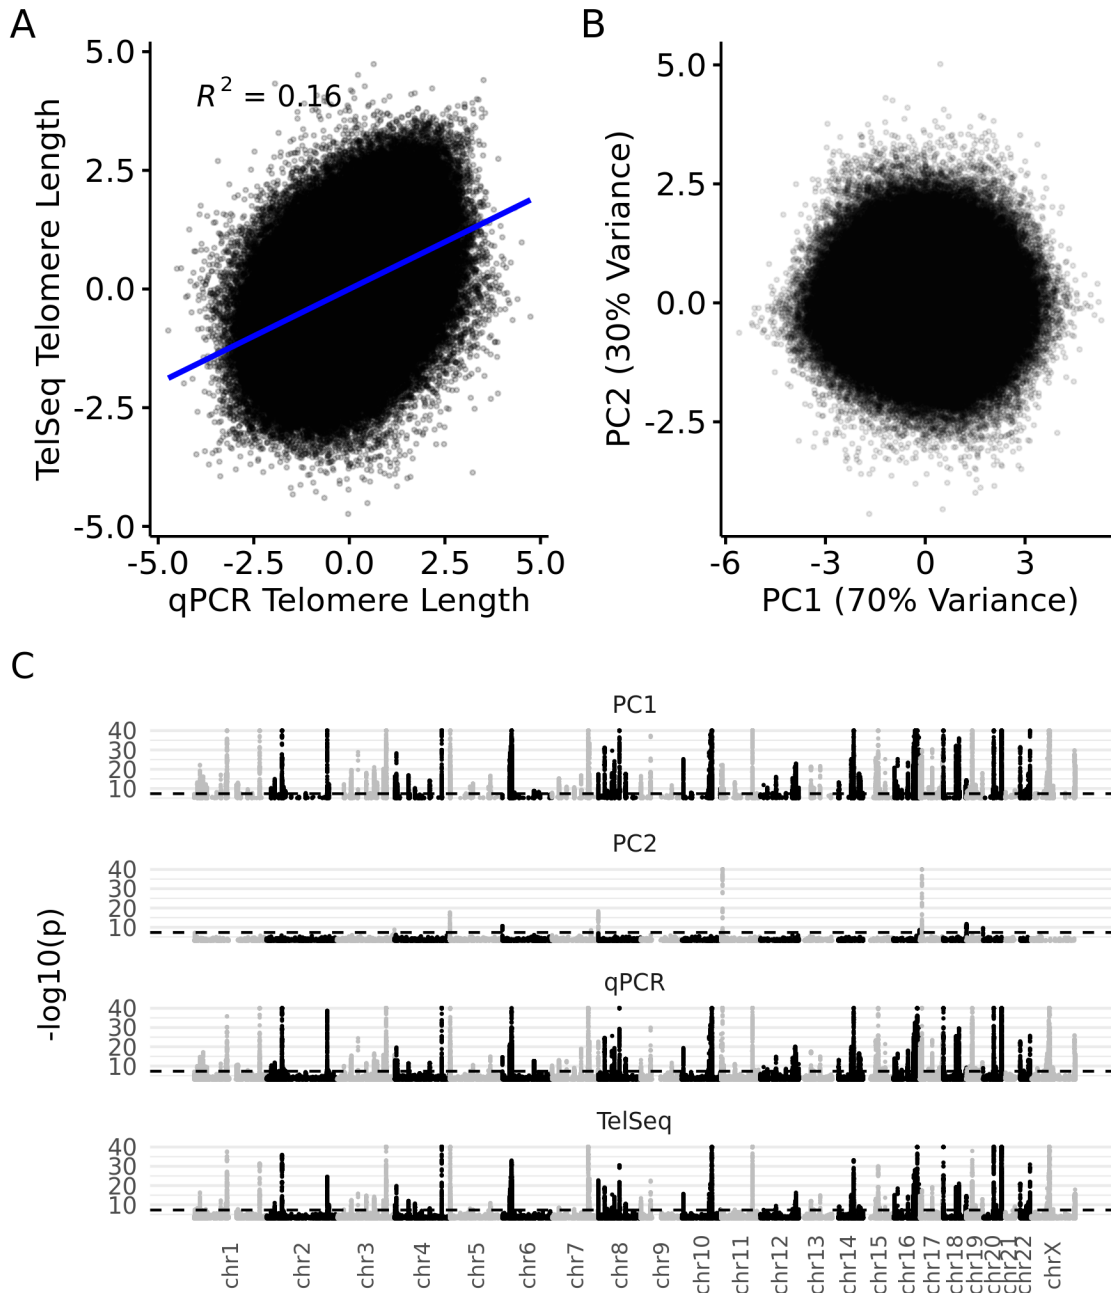 A
B
R² = 0.16
5.0
2.5
0.0
-2.5
-5.0
TelSeq Telomere Length
-5.0 -2.5 0.0 2.5 5.0
qPCR Telomere Length
5.0
2.5
0.0
-2.5
PC2 (30% Variance)
-6 -3 0 3
PC1 (70% Variance)
C
-log10(p)
PC1
40
30
20
10
PC2
40
30
20
10
qPCR
40
30
20
10
TelSeq
40
30
20
10
chr1 chr2 chr3 chr4 chr5 chr6 chr7 chr8 chr9 chr10 chr11 chr12 chr13 chr14 chr15 chr16 chr17 chr18 chr19 chr20 chr21 chr22 chrX